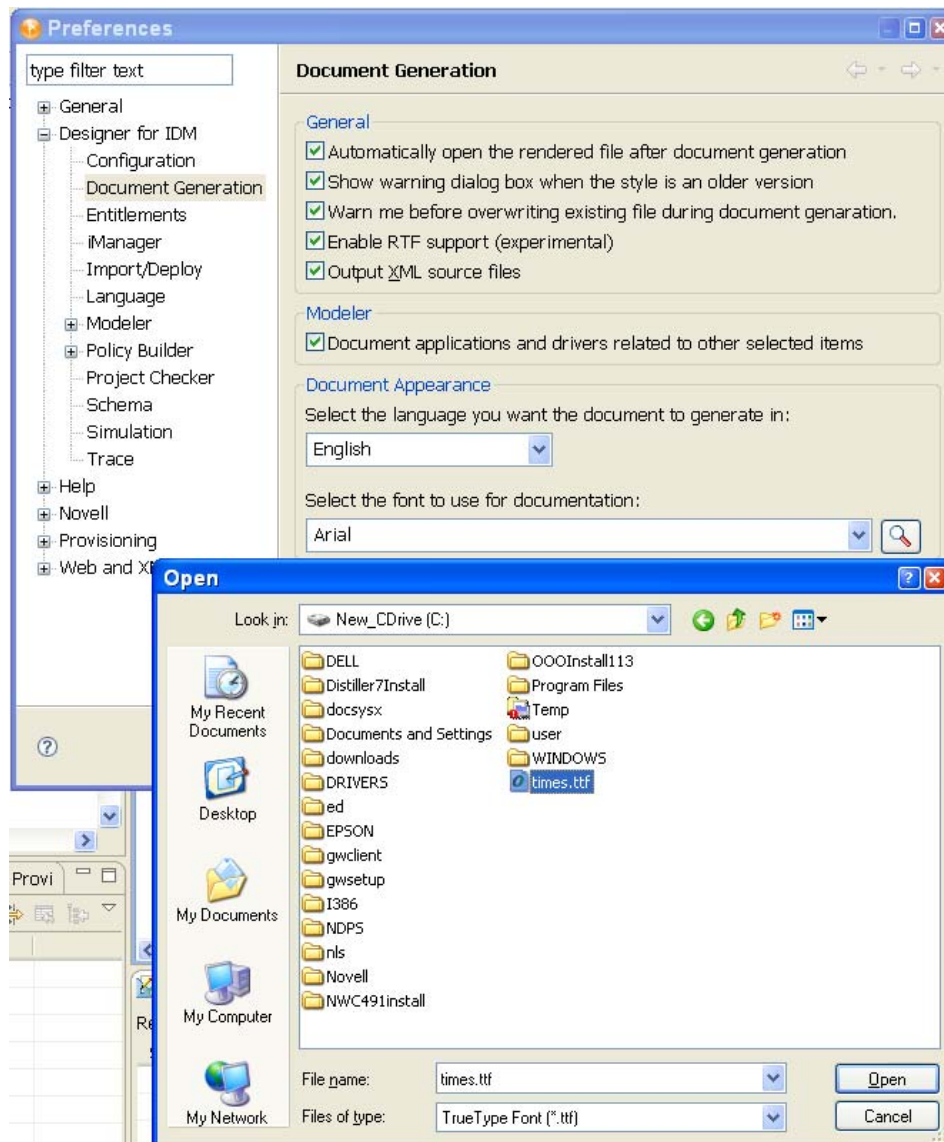 Preferences
type filter text
General
Designer for IDM
Configuration
Document Generation
Entitlements
iManager
Import/Deploy
Language
Modeler
Policy Builder
Project Checker
Schema
Simulation
Trace
Help
Novell
Provisioning
Web and
Document Generation
General
Automatically open the rendered file after document generation
Show warning dialog box when the style is an older version
Warn me before overwriting existing file during document genaration.
Enable RTF support (experimental)
Output XML source files
Modeler
Document applications and drivers related to other selected items
Document Appearance
Select the language you want the document to generate in:
English
Select the font to use for documentation:
Arial
Provi
Open
Look in:
New_CDrive (C:)
My Recent
Documents
Desktop
My Documents
My Computer
My Network
DELL
Distiller7Install
docsysx
Documents and Settings
downloads
DRIVERS
ed
EPSON
gwclient
gwsetup
I386
NDPS
nls
Novell
NWC491install
OOOInstall113
Program Files
Temp
user
WINDOWS
times.ttf
File name:
times.ttf
Open
Files of type:
TrueType Font (*.ttf)
Cancel